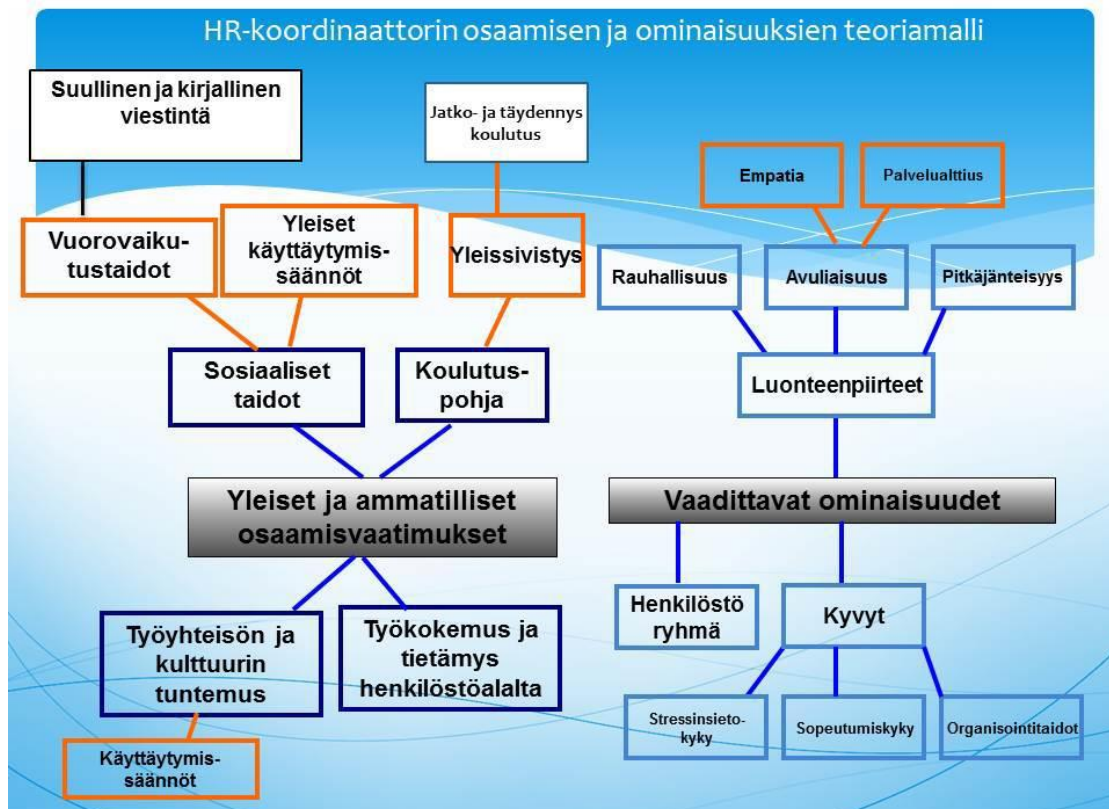 HR-koordinaattorin osaamisen ja ominaisuuksien teoriamalli
Suullinen ja kirjallinen
viestintä
Jatko- ja täydennys
koulutus
Empatia
Palvelualttius
Vuorovaiku-
tustaidot
Yleiset
käyttäytymis-
säännöt
Yleissivistys
Rauhallisuus
Avuliaisuus
Pitkäjänteisyys
Sosiaaliset
taidot
Koulutus-
pohja
Luonteenpiirteet
Yleiset ja ammatilliset
osaamisvaatimukset
Vaadittavat ominaisuudet
Työyhteisön ja
kulttuurin
tuntemus
Työkokemus ja
tietämys
henkilöstöalalta
Henkilöstö
ryhmä
Kyvyt
Käyttäytymis-
säännöt
Stressinsieto-
kyky
Sopeutumiskyky
Organisointitaidot